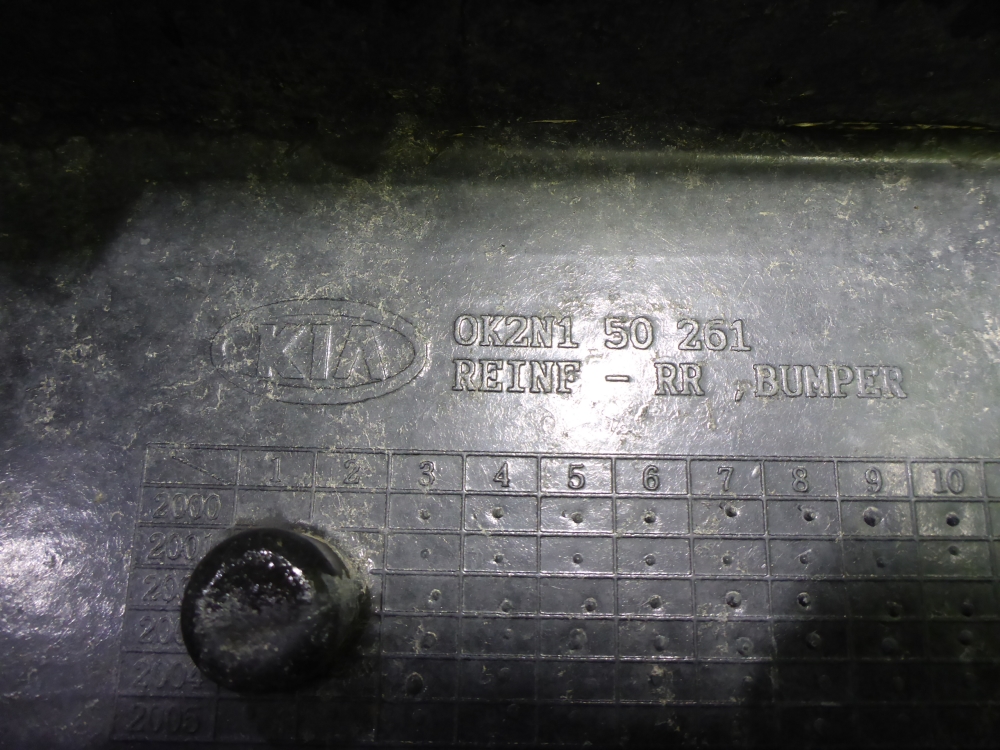 KIA
0K2N1 50 261
REINF - RR , BUMPER
1 2 3 4 5 6 7 8 9 10
2000
2004
2005